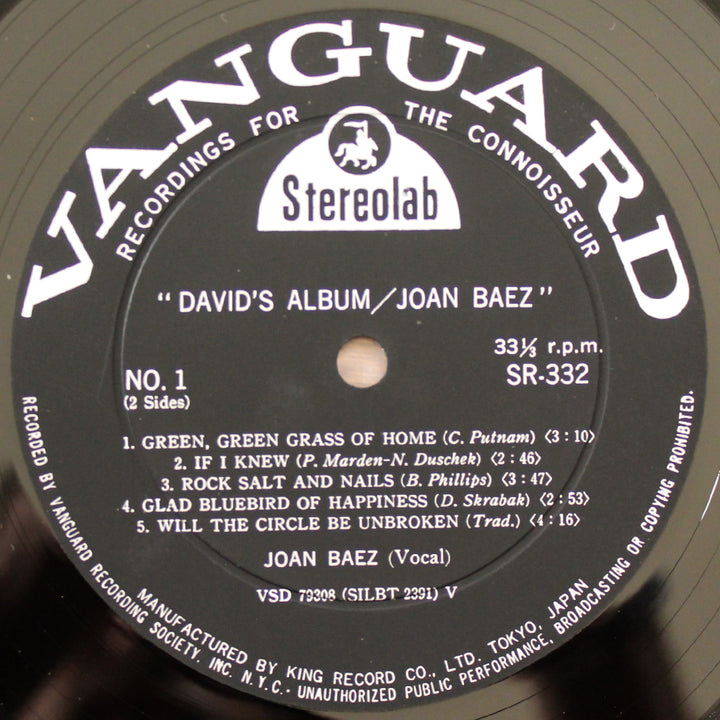 VANGUARD
RECORDINGS FOR THE CONNOISSEUR
Stereolab
"DAVID'S ALBUM/JOAN BAEZ"
33⅓ r.p.m.
NO. 1
SR-332
(2 Sides)
1. GREEN, GREEN GRASS OF HOME (C. Putnam) <3:10>
2. IF I KNEW (P. Marden-N. Duschek) <2:46>
3. ROCK SALT AND NAILS (B. Phillips) <3:47>
4. GLAD BLUEBIRD OF HAPPINESS (D. Skrabak) <2:53>
5. WILL THE CIRCLE BE UNBROKEN (Trad.) <4:16>
JOAN BAEZ (Vocal)
VSD 79308 (SILBT 2391) V
MANUFACTURED BY KING RECORD CO., LTD. TOKYO, JAPAN
RECORDED BY VANGUARD RECORDING SOCIETY. INC. N.Y.C.· UNAUTHORIZED PUBLIC PERFORMANCE, BROADCASTING OR COPYING PROHIBITED.